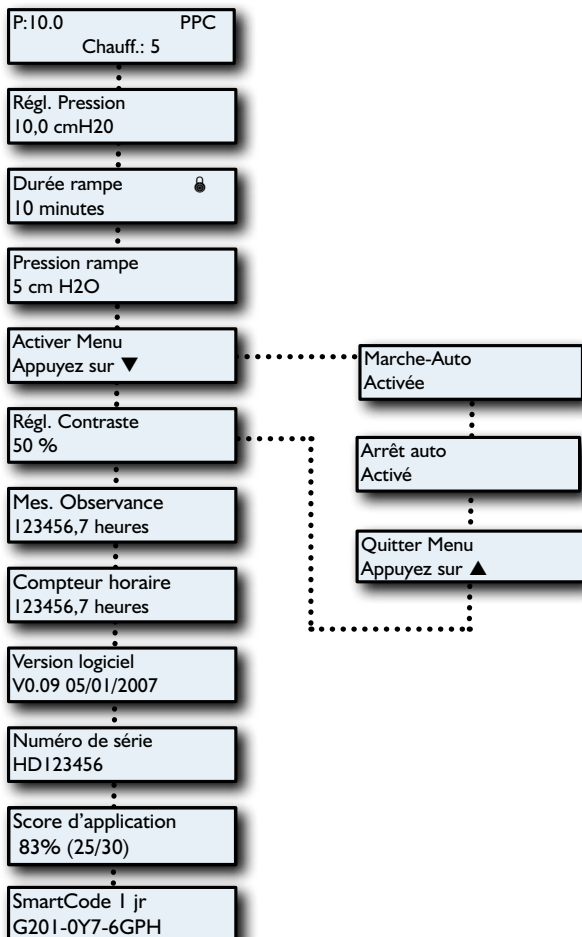 P:10.0 PPC
Chauff.: 5
Régl. Pression
10,0 cmH20
Durée rampe
10 minutes
Pression rampe
5 cm H2O
Activer Menu
Appuyez sur ▼
Marche-Auto
Activée
Arrêt auto
Activé
Quitter Menu
Appuyez sur ▲
Régl. Contraste
50 %
Mes. Observance
123456,7 heures
Compteur horaire
123456,7 heures
Version logiciel
V0.09 05/01/2007
Numéro de série
HD123456
Score d'application
83% (25/30)
SmartCode 1 jr
G201-0Y7-6GPH